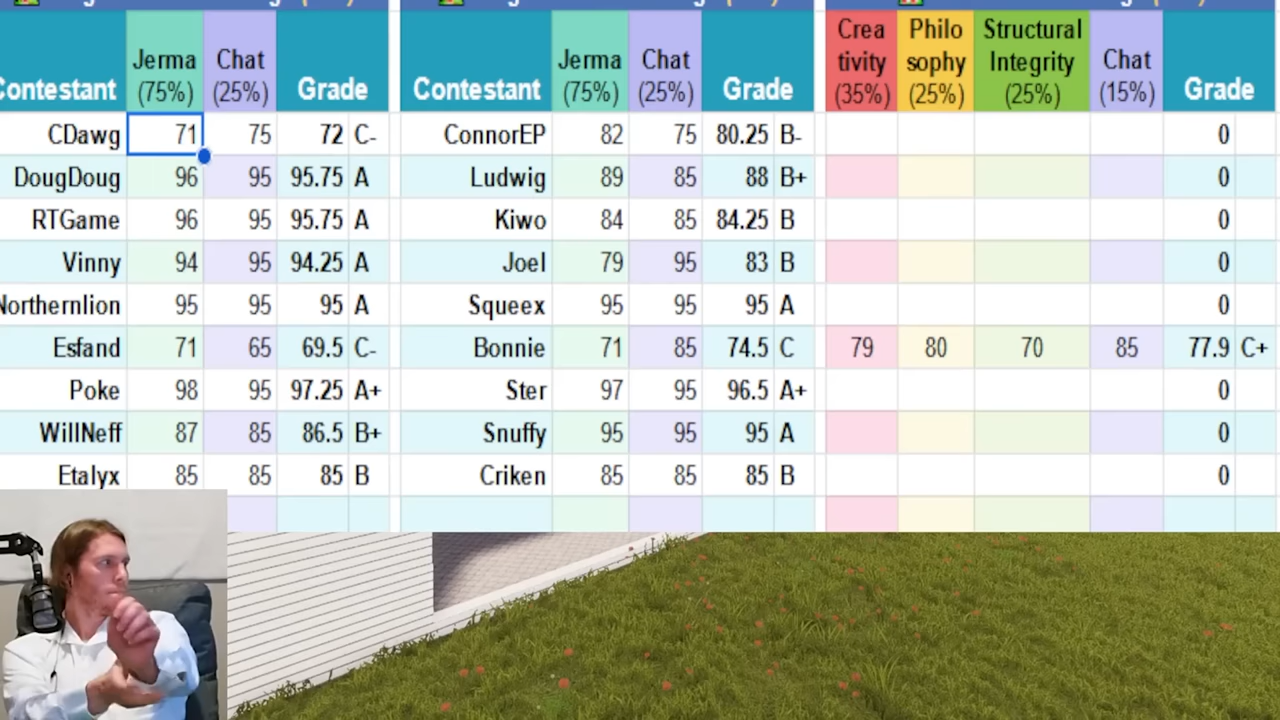 Contestant Jerma (75%) Chat (25%) Grade Contestant Jerma (75%) Chat (25%) Grade Crea tivity (35%) Philo sophy (25%) Structural Integrity (25%) Chat (15%) Grade
CDawg 71 75 72 C- ConnorEP 82 75 80.25 B- 0
DougDoug 96 95 95.75 A Ludwig 89 85 88 B+ 0
RTGame 96 95 95.75 A Kiwo 84 85 84.25 B 0
Vinny 94 95 94.25 A Joel 79 95 83 B 0
Northernlion 95 95 95 A Squeex 95 95 95 A 0
Esfand 71 65 69.5 C- Bonnie 71 85 74.5 C 79 80 70 85 77.9 C+
Poke 98 95 97.25 A+ Ster 97 95 96.5 A+ 0
WillNeff 87 85 86.5 B+ Snuffy 95 95 95 A 0
Etalyx 85 85 85 B Criken 85 85 85 B 0